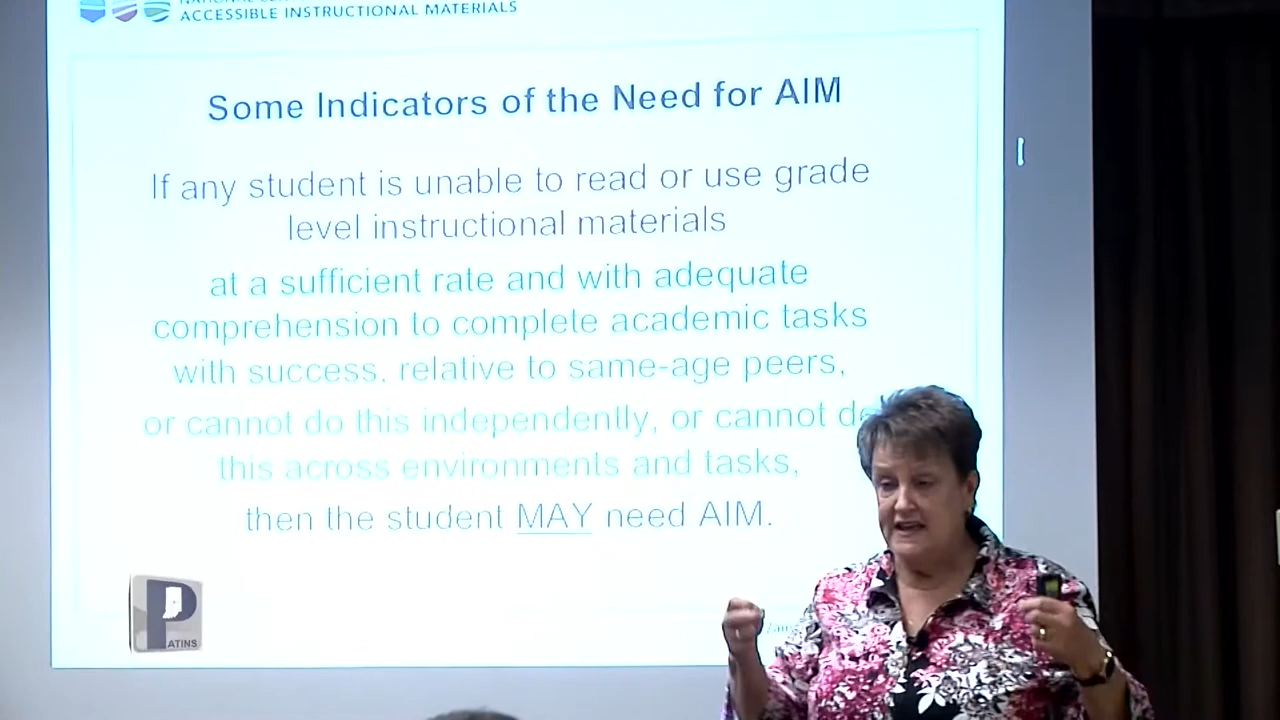 ACCESSIBLE INSTRUCTIONAL MATERIALS
Some Indicators of the Need for AIM
If any student is unable to read or use grade
level instructional materials
at a sufficient rate and with adequate
comprehension to complete academic tasks
with success, relative to same-age peers,
or cannot do this independently, or cannot do
this across environments and tasks,
then the student MAY need AIM.
P
ATINS